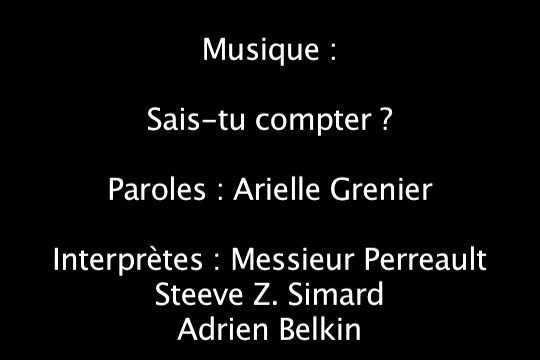 Musique :
Sais-tu compter ?
Paroles : Arielle Grenier
Interprètes : Messieur Perreault
Steeve Z. Simard
Adrien Belkin